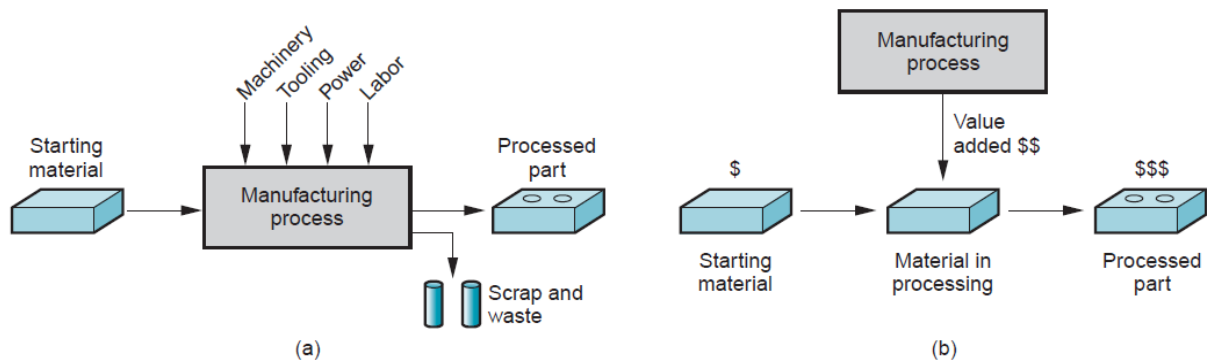 Machinery
Tooling
Power
Labor
Starting
material
Manufacturing
process
Processed
part
Scrap and
waste
(a)
Manufacturing
process
Value
added $$
$
$$$
Starting
material
Material in
processing
Processed
part
(b)